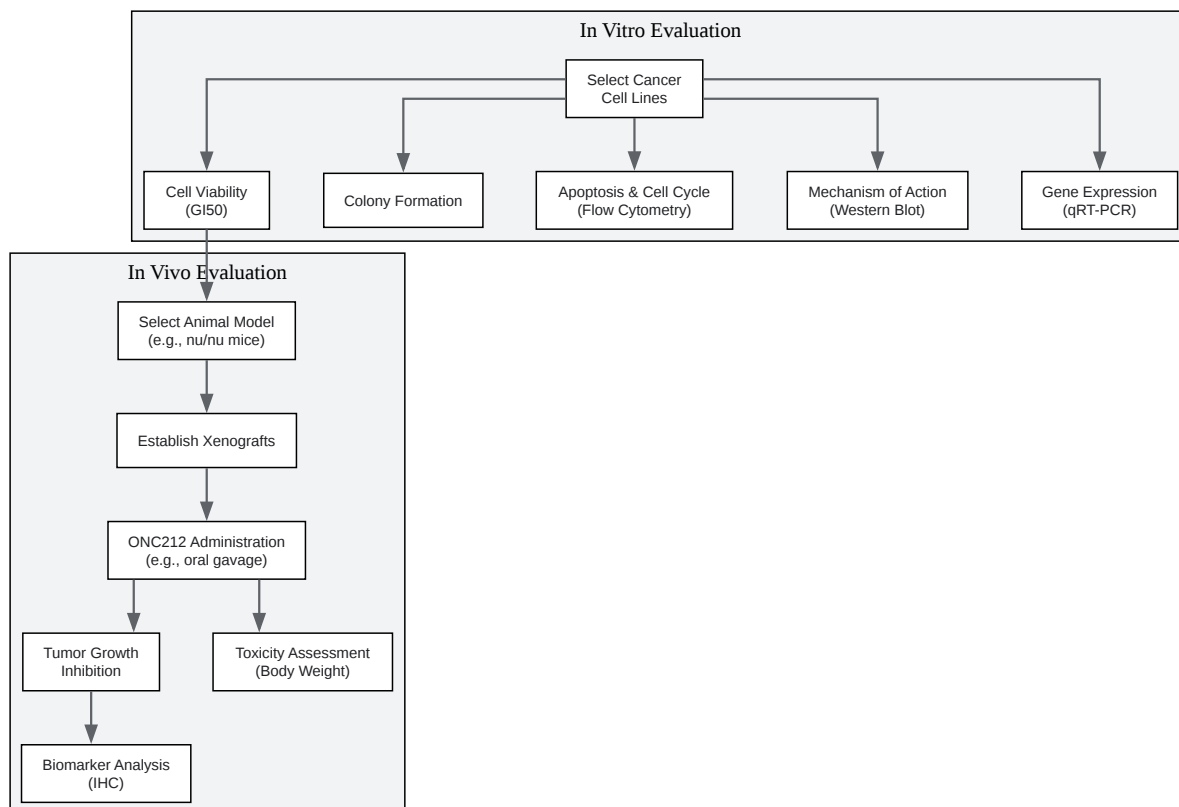 In Vitro Evaluation
Select Cancer
Cell Lines
Cell Viability
(GI50)
Colony Formation
Apoptosis & Cell Cycle
(Flow Cytometry)
Mechanism of Action
(Western Blot)
Gene Expression
(qRT-PCR)
In Vivo Evaluation
Select Animal Model
(e.g., nu/nu mice)
Establish Xenografts
ONC212 Administration
(e.g., oral gavage)
Tumor Growth
Inhibition
Toxicity Assessment
(Body Weight)
Biomarker Analysis
(IHC)